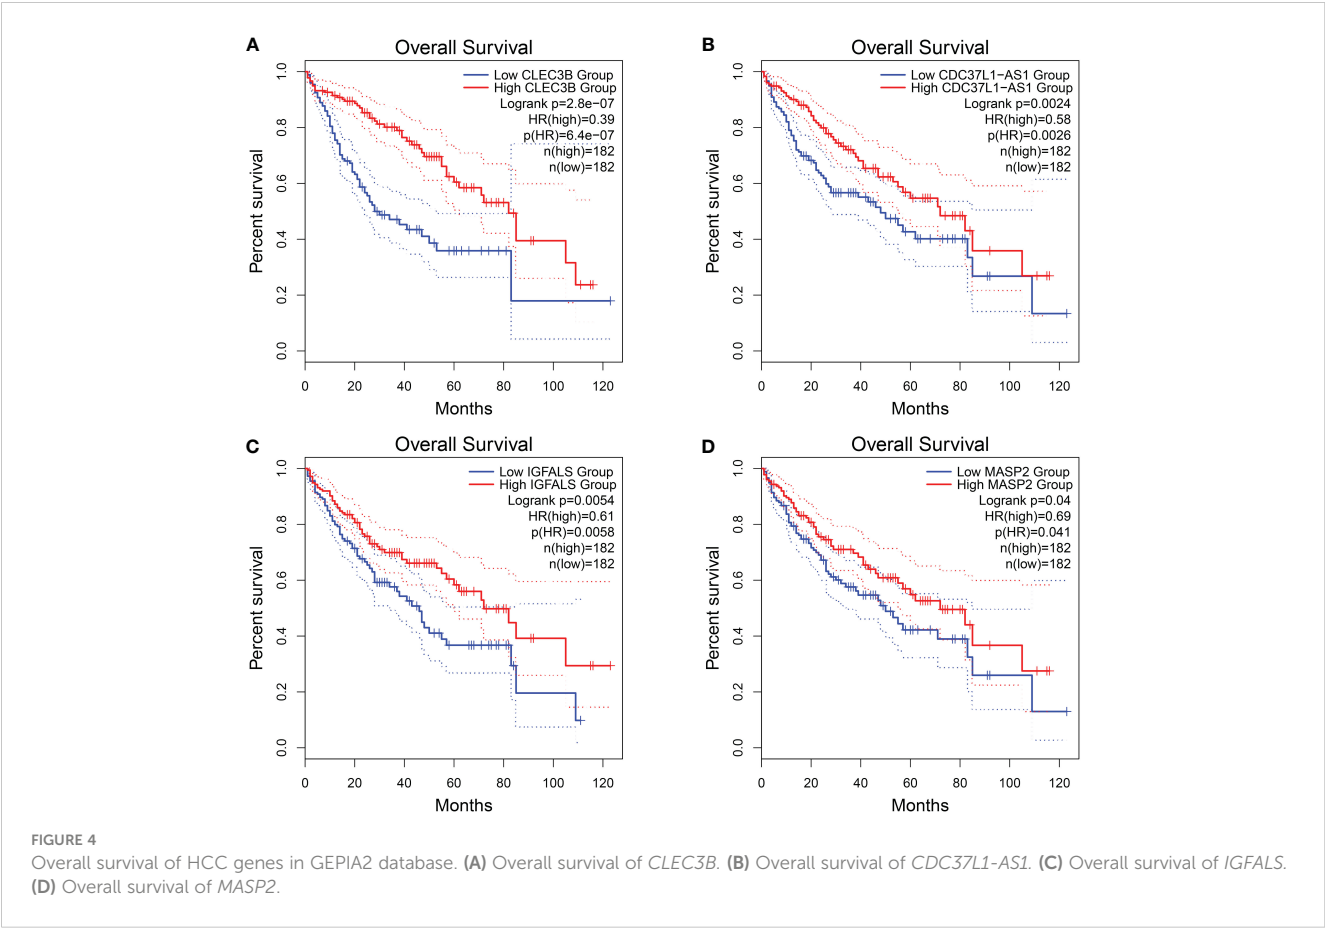 A
Overall Survival
Low CLEC3B Group
High CLEC3B Group
Logrank p=2.8e−07
HR(high)=0.39
p(HR)=6.4e−07
n(high)=182
n(low)=182
Percent survival
0.0 0.2 0.4 0.6 0.8 1.0
0 20 40 60 80 100 120
Months
B
Overall Survival
Low CDC37L1−AS1 Group
High CDC37L1−AS1 Group
Logrank p=0.0024
HR(high)=0.58
p(HR)=0.0026
n(high)=182
n(low)=182
Percent survival
0.0 0.2 0.4 0.6 0.8 1.0
0 20 40 60 80 100 120
Months
C
Overall Survival
Low IGFALS Group
High IGFALS Group
Logrank p=0.0054
HR(high)=0.61
p(HR)=0.0058
n(high)=182
n(low)=182
Percent survival
0.0 0.2 0.4 0.6 0.8 1.0
0 20 40 60 80 100 120
Months
D
Overall Survival
Low MASP2 Group
High MASP2 Group
Logrank p=0.04
HR(high)=0.69
p(HR)=0.041
n(high)=182
n(low)=182
Percent survival
0.0 0.2 0.4 0.6 0.8 1.0
0 20 40 60 80 100 120
Months
FIGURE 4
Overall survival of HCC genes in GEPIA2 database. (A) Overall survival of CLEC3B. (B) Overall survival of CDC37L1-AS1. (C) Overall survival of IGFALS.
(D) Overall survival of MASP2.